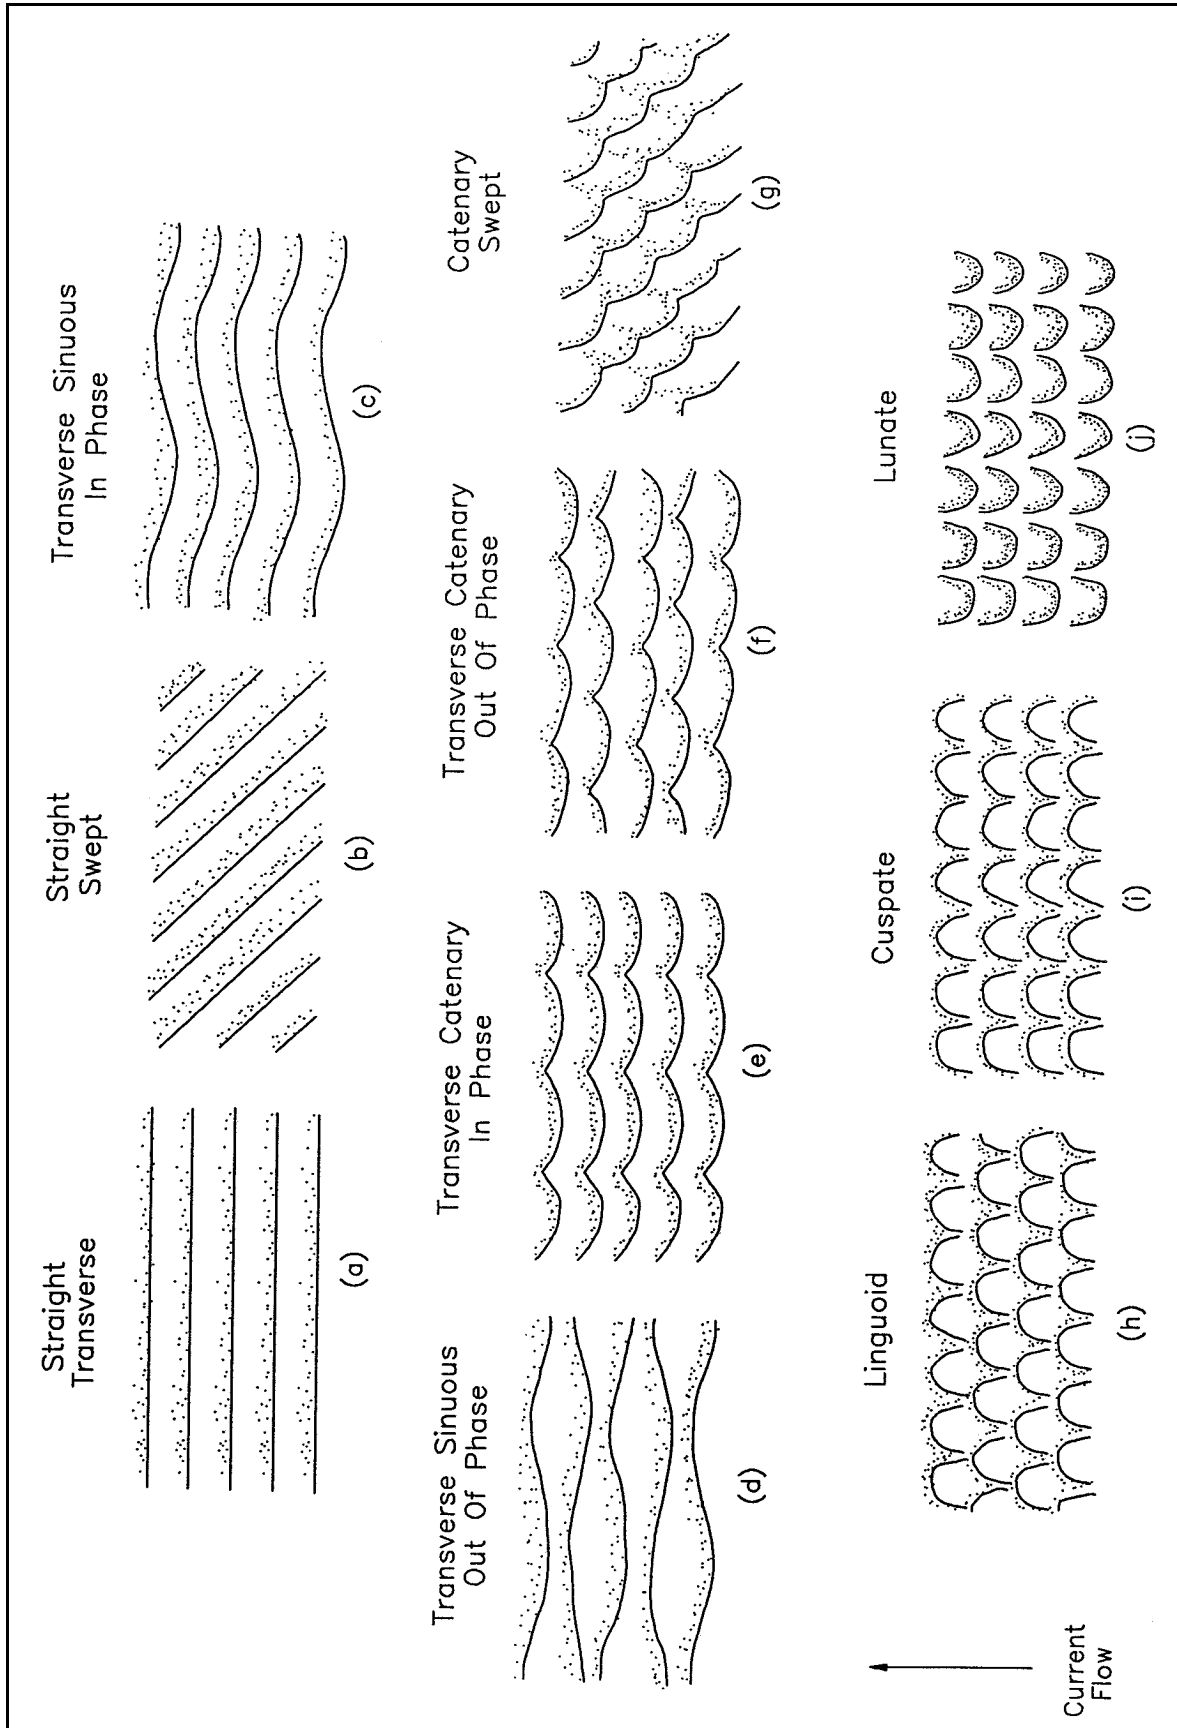 Straight
Transverse
(a)
Straight
Swept
(b)
Transverse Sinuous
In Phase
(c)
Transverse Sinuous
Out Of Phase
(d)
Transverse Catenary
In Phase
(e)
Transverse Catenary
Out Of Phase
(f)
Catenary
Swept
(g)
Current
Flow
Linguoid
(h)
Cuspate
(i)
Lunate
(j)